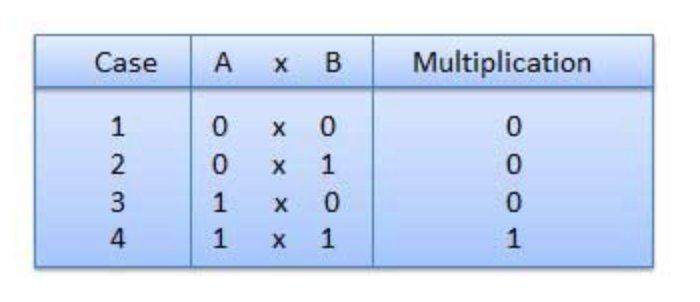 Case A x B Multiplication
1 0 x 0 0
2 0 x 1 0
3 1 x 0 0
4 1 x 1 1